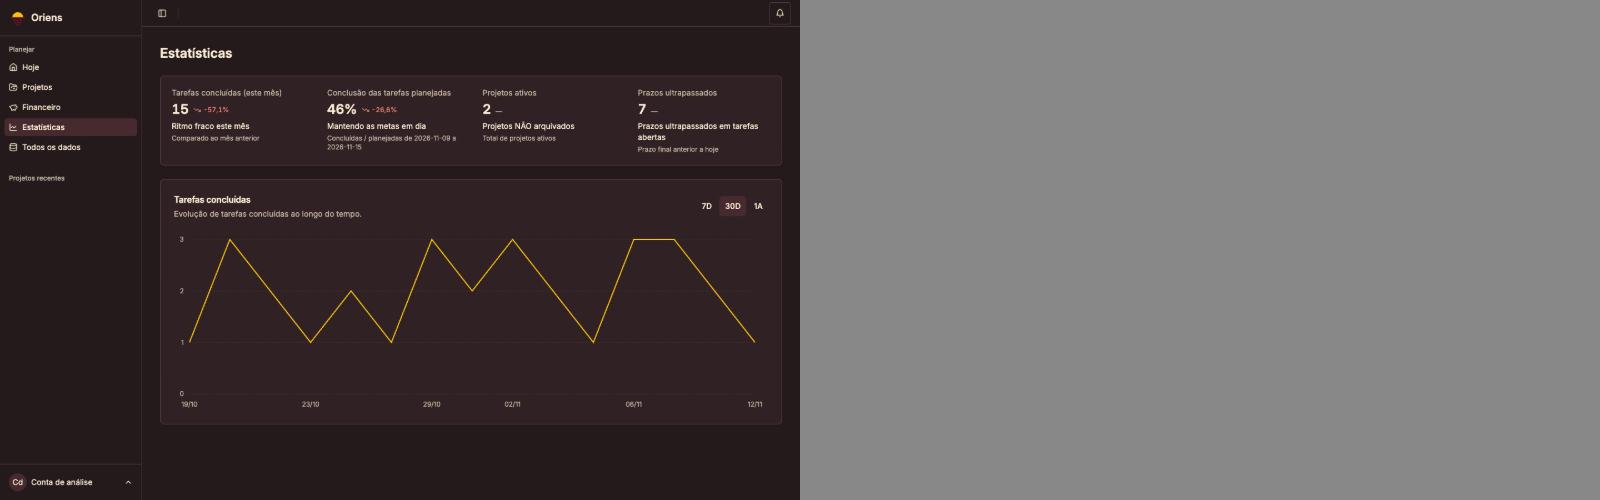 Oriens
Planejar
Hoje
Projetos
Financeiro
Estatísticas
Todos os dados
Projetos recentes
Cd Conta de análise
Estatísticas
Tarefas concluídas (este mês)
15 -57,1%
Ritmo fraco este mês
Comparado ao mês anterior
Conclusão das tarefas planejadas
46% -26,6%
Mantendo as metas em dia
Concluídas / planejadas de 2026-11-09 a
2026-11-15
Projetos ativos
2 —
Projetos NÃO arquivados
Total de projetos ativos
Prazos ultrapassados
7 —
Prazos ultrapassados em tarefas
abertas
Prazo final anterior a hoje
Tarefas concluídas
Evolução de tarefas concluídas ao longo do tempo.
7D 30D 1A
3
2
1
0
19/10 23/10 29/10 02/11 06/11 12/11